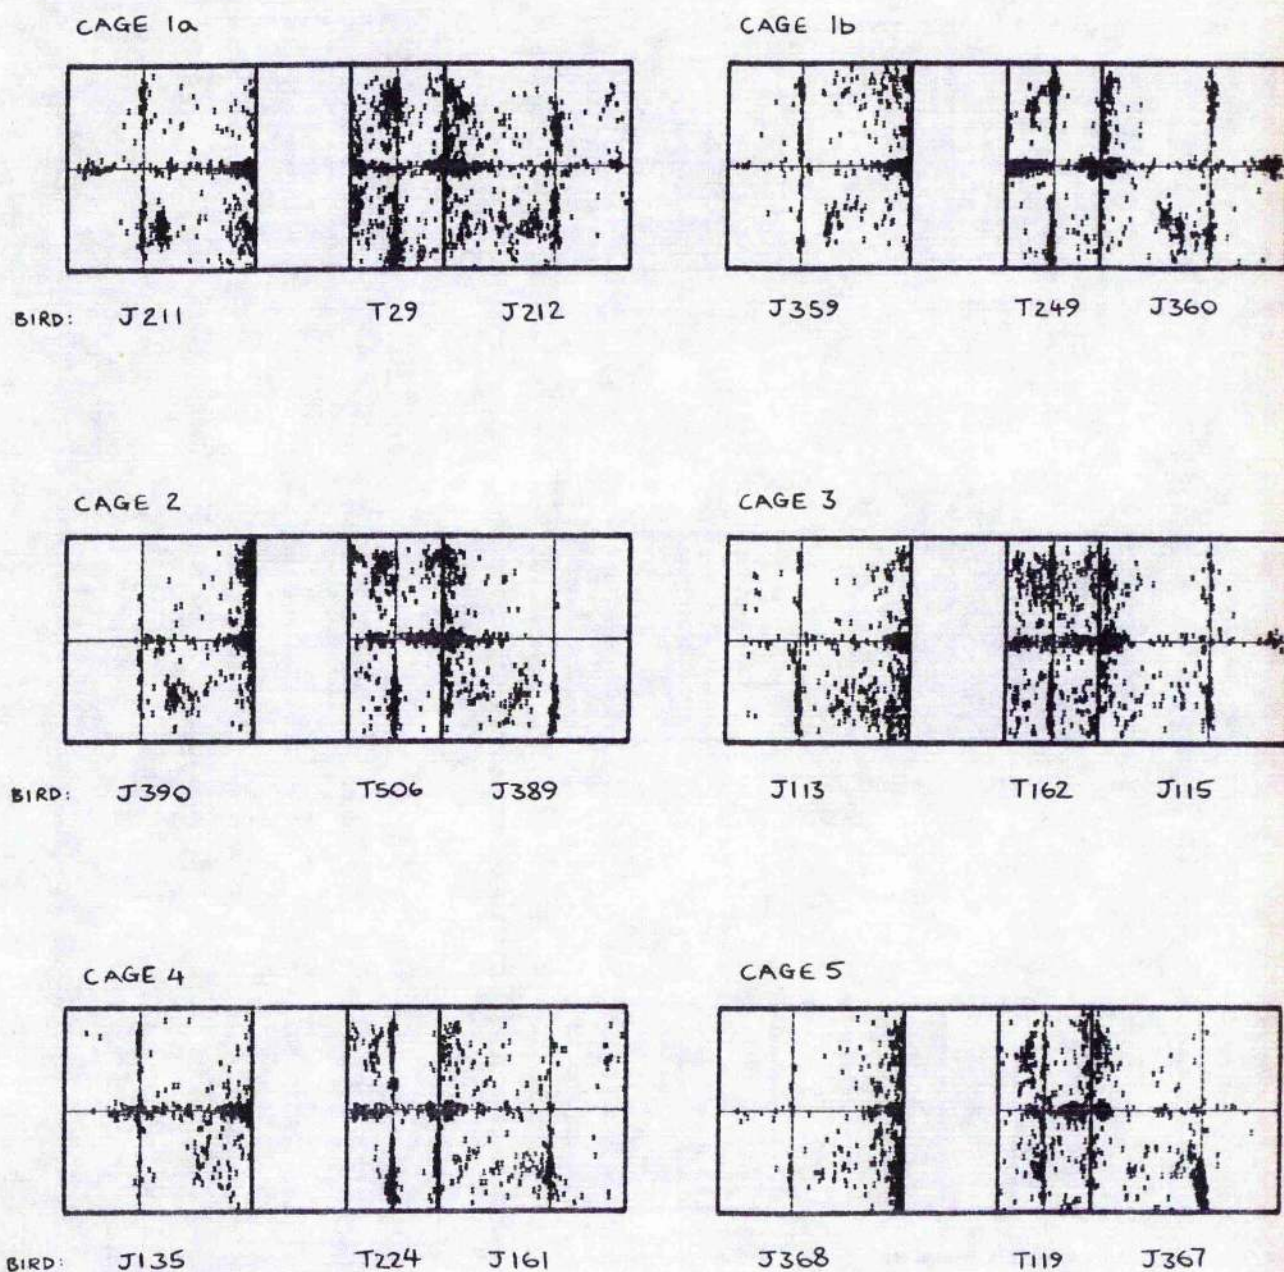 CAGE 1a CAGE 1b
BIRD: J211 T29 J212 J359 T249 J360
CAGE 2 CAGE 3
BIRD: J390 T506 J389 J113 T162 J115
CAGE 4 CAGE 5
BIRD: J135 T224 J161 J368 T119 J367